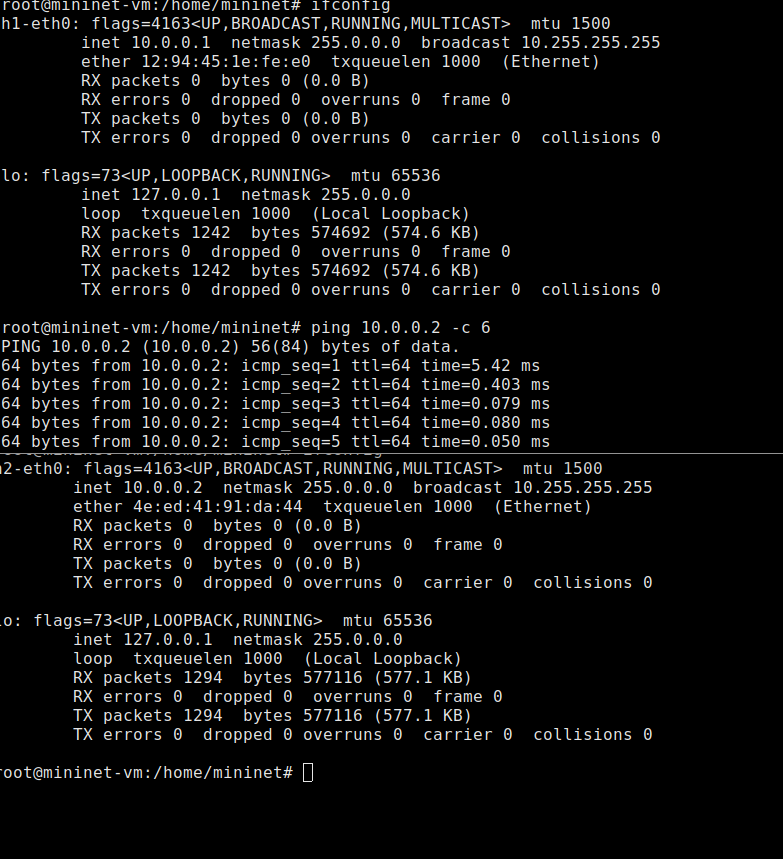 root@mininet-vm:/home/mininet# ifconfig
h1-eth0: flags=4163<UP,BROADCAST,RUNNING,MULTICAST>  mtu 1500
        inet 10.0.0.1  netmask 255.0.0.0  broadcast 10.255.255.255
        ether 12:94:45:1e:fe:e0  txqueuelen 1000  (Ethernet)
        RX packets 0  bytes 0 (0.0 B)
        RX errors 0  dropped 0  overruns 0  frame 0
        TX packets 0  bytes 0 (0.0 B)
        TX errors 0  dropped 0 overruns 0  carrier 0  collisions 0

lo: flags=73<UP,LOOPBACK,RUNNING>  mtu 65536
        inet 127.0.0.1  netmask 255.0.0.0
        loop  txqueuelen 1000  (Local Loopback)
        RX packets 1242  bytes 574692 (574.6 KB)
        RX errors 0  dropped 0  overruns 0  frame 0
        TX packets 1242  bytes 574692 (574.6 KB)
        TX errors 0  dropped 0 overruns 0  carrier 0  collisions 0

root@mininet-vm:/home/mininet# ping 10.0.0.2 -c 6
PING 10.0.0.2 (10.0.0.2) 56(84) bytes of data.
64 bytes from 10.0.0.2: icmp_seq=1 ttl=64 time=5.42 ms
64 bytes from 10.0.0.2: icmp_seq=2 ttl=64 time=0.403 ms
64 bytes from 10.0.0.2: icmp_seq=3 ttl=64 time=0.079 ms
64 bytes from 10.0.0.2: icmp_seq=4 ttl=64 time=0.080 ms
64 bytes from 10.0.0.2: icmp_seq=5 ttl=64 time=0.050 ms
h2-eth0: flags=4163<UP,BROADCAST,RUNNING,MULTICAST>  mtu 1500
        inet 10.0.0.2  netmask 255.0.0.0  broadcast 10.255.255.255
        ether 4e:ed:41:91:da:44  txqueuelen 1000  (Ethernet)
        RX packets 0  bytes 0 (0.0 B)
        RX errors 0  dropped 0  overruns 0  frame 0
        TX packets 0  bytes 0 (0.0 B)
        TX errors 0  dropped 0 overruns 0  carrier 0  collisions 0

lo: flags=73<UP,LOOPBACK,RUNNING>  mtu 65536
        inet 127.0.0.1  netmask 255.0.0.0
        loop  txqueuelen 1000  (Local Loopback)
        RX packets 1294  bytes 577116 (577.1 KB)
        RX errors 0  dropped 0  overruns 0  frame 0
        TX packets 1294  bytes 577116 (577.1 KB)
        TX errors 0  dropped 0 overruns 0  carrier 0  collisions 0

root@mininet-vm:/home/mininet#